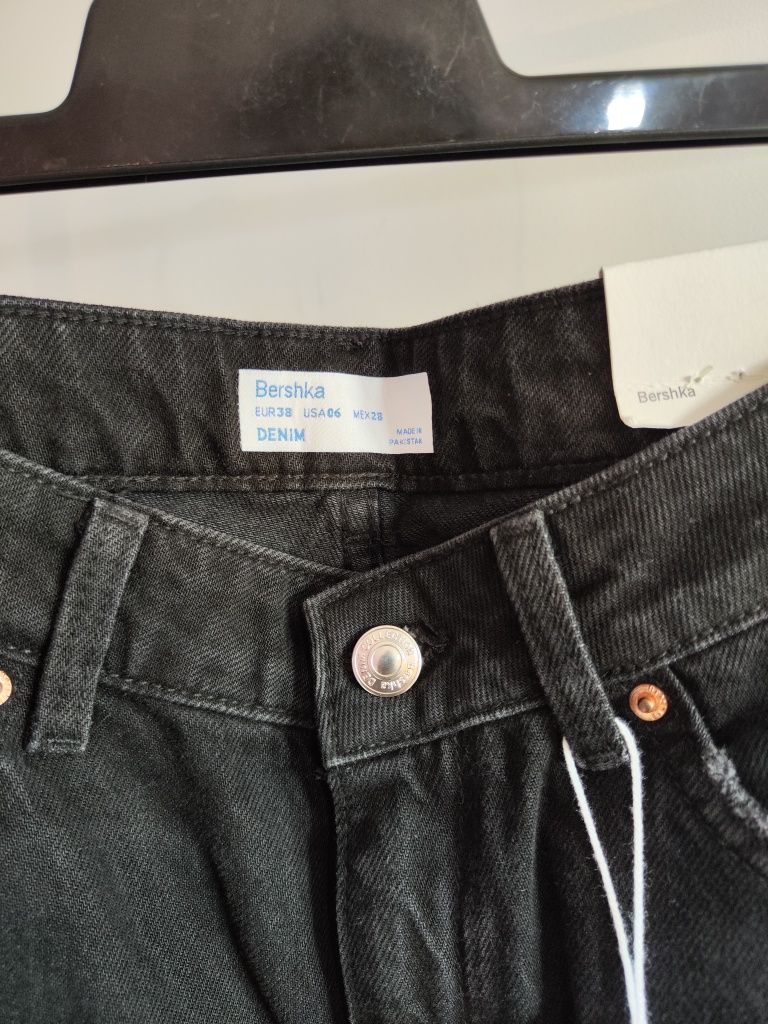 Bershka
EUR38 USA06 MEX28
DENIM
MADE IN
PAKISTAN
Bershka